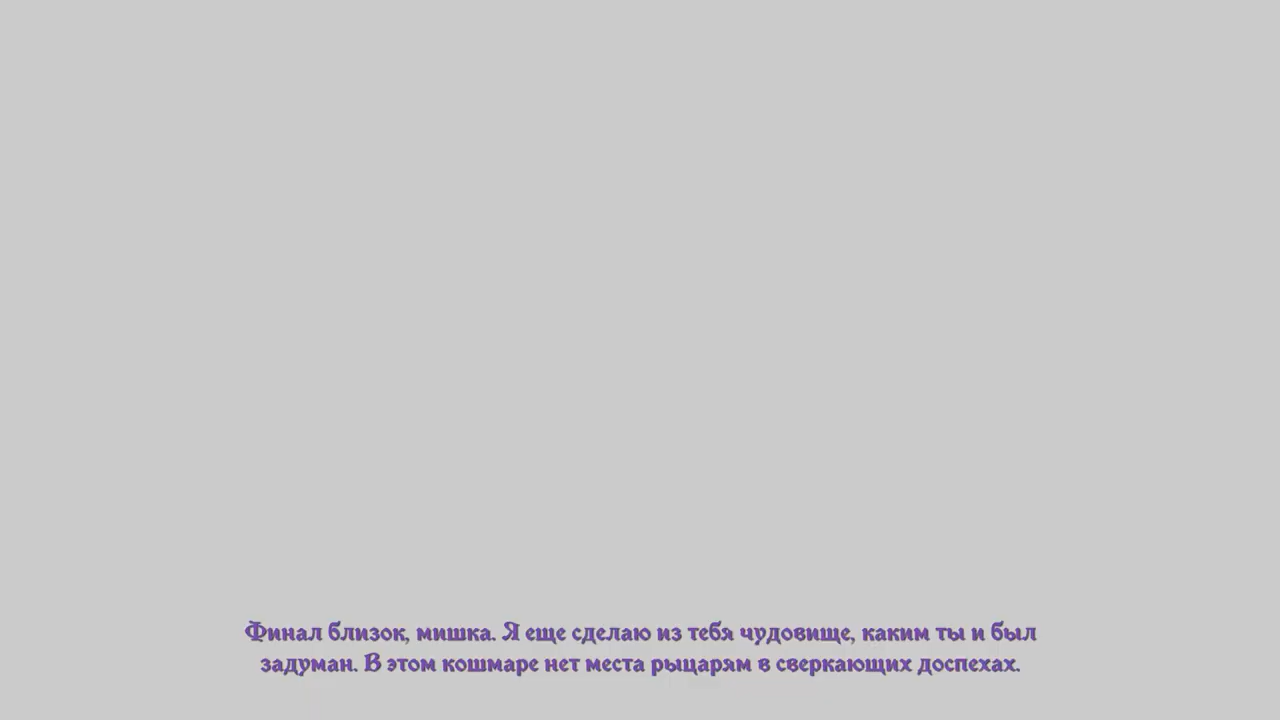 Финал близок, мишка. Я еще сделаю из тебя чудовище, каким ты и был
задуман. В этом кошмаре нет места рыцарям в сверкающих доспехах.